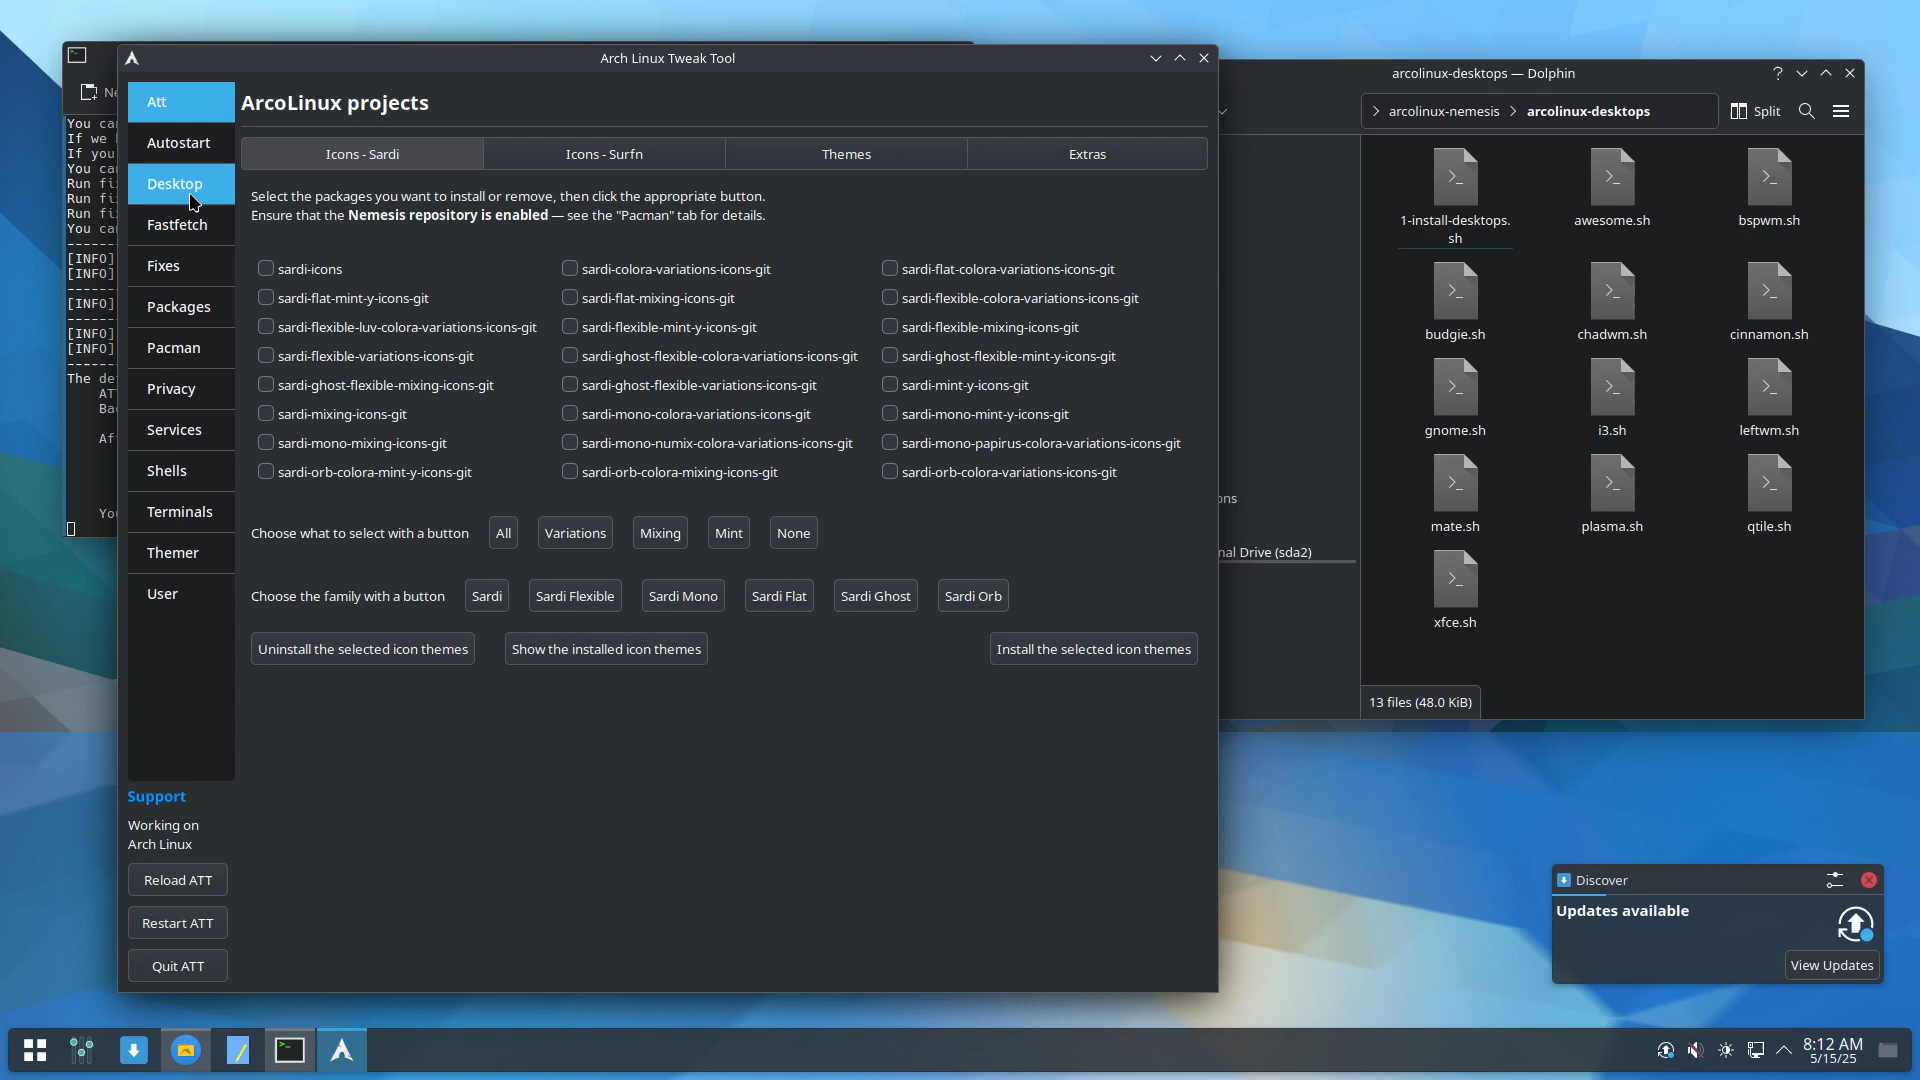 Arch Linux Tweak Tool
Att
Autostart
Desktop
Fastfetch
Fixes
Packages
Pacman
Privacy
Services
Shells
Terminals
Themer
User
Support
Working on
Arch Linux
Reload ATT
Restart ATT
Quit ATT
ArcoLinux projects
Icons - Sardi
Icons - Surfn
Themes
Extras
Select the packages you want to install or remove, then click the appropriate button.
Ensure that the Nemesis repository is enabled — see the "Pacman" tab for details.
sardi-icons
sardi-colora-variations-icons-git
sardi-flat-colora-variations-icons-git
sardi-flat-mint-y-icons-git
sardi-flat-mixing-icons-git
sardi-flexible-colora-variations-icons-git
sardi-flexible-luv-colora-variations-icons-git
sardi-flexible-mint-y-icons-git
sardi-flexible-mixing-icons-git
sardi-flexible-variations-icons-git
sardi-ghost-flexible-colora-variations-icons-git
sardi-ghost-flexible-mint-y-icons-git
sardi-ghost-flexible-mixing-icons-git
sardi-ghost-flexible-variations-icons-git
sardi-mint-y-icons-git
sardi-mixing-icons-git
sardi-mono-colora-variations-icons-git
sardi-mono-mint-y-icons-git
sardi-mono-mixing-icons-git
sardi-mono-numix-colora-variations-icons-git
sardi-mono-papirus-colora-variations-icons-git
sardi-orb-colora-mint-y-icons-git
sardi-orb-colora-mixing-icons-git
sardi-orb-colora-variations-icons-git
Choose what to select with a button
All
Variations
Mixing
Mint
None
Choose the family with a button
Sardi
Sardi Flexible
Sardi Mono
Sardi Flat
Sardi Ghost
Sardi Orb
Uninstall the selected icon themes
Show the installed icon themes
Install the selected icon themes
You
If we
If you
You
Run
Run
Run
You
[INFO]
[INFO]
[INFO]
[INFO]
[INFO]
The
arcolinux-desktops — Dolphin
arcolinux-nemesis > arcolinux-desktops
Split
1-install-desktops.
sh
awesome.sh
bspwm.sh
budgie.sh
chadwm.sh
cinnamon.sh
gnome.sh
i3.sh
leftwm.sh
mate.sh
plasma.sh
qtile.sh
xfce.sh
Drive (sda2)
13 files (48.0 KiB)
Discover
Updates available
View Updates
8:12 AM
5/15/25